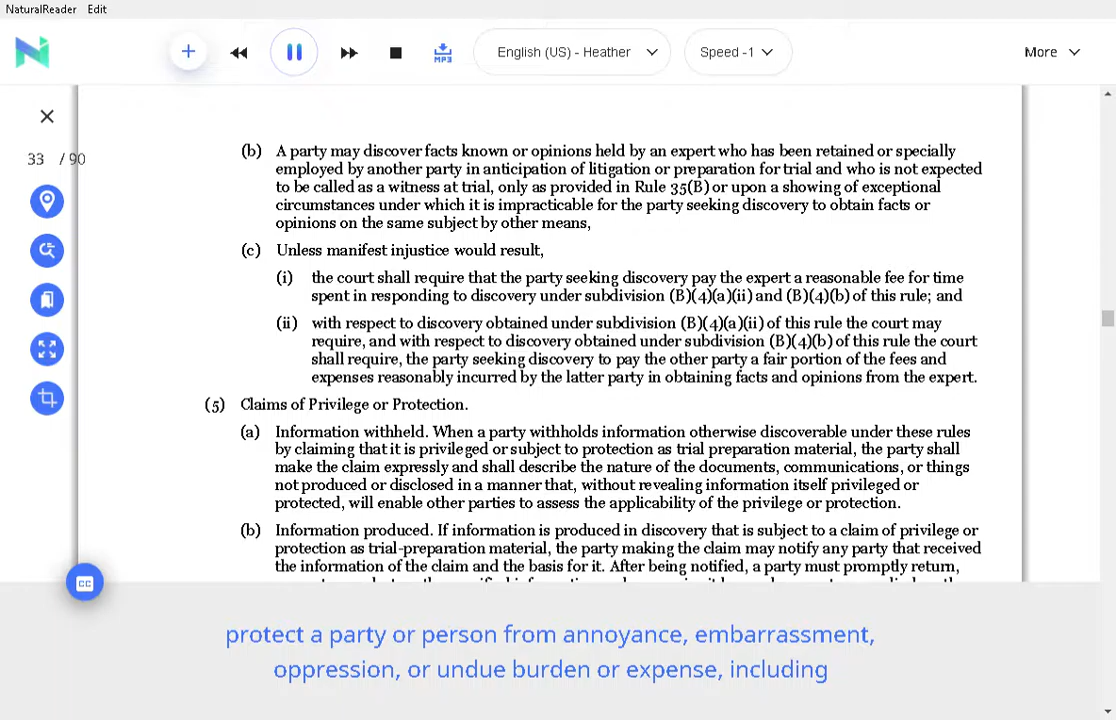 NaturalReader Edit
MP3
English (US) - Heather
Speed -1
More
33 / 90
(b) A party may discover facts known or opinions held by an expert who has been retained or specially
employed by another party in anticipation of litigation or preparation for trial and who is not expected
to be called as a witness at trial, only as provided in Rule 35(B) or upon a showing of exceptional
circumstances under which it is impracticable for the party seeking discovery to obtain facts or
opinions on the same subject by other means,
(c) Unless manifest injustice would result,
(i) the court shall require that the party seeking discovery pay the expert a reasonable fee for time
spent in responding to discovery under subdivision (B)(4)(a)(ii) and (B)(4)(b) of this rule; and
(ii) with respect to discovery obtained under subdivision (B)(4)(a)(ii) of this rule the court may
require, and with respect to discovery obtained under subdivision (B)(4)(b) of this rule the court
shall require, the party seeking discovery to pay the other party a fair portion of the fees and
expenses reasonably incurred by the latter party in obtaining facts and opinions from the expert.
(5) Claims of Privilege or Protection.
(a) Information withheld. When a party withholds information otherwise discoverable under these rules
by claiming that it is privileged or subject to protection as trial preparation material, the party shall
make the claim expressly and shall describe the nature of the documents, communications, or things
not produced or disclosed in a manner that, without revealing information itself privileged or
protected, will enable other parties to assess the applicability of the privilege or protection.
(b) Information produced. If information is produced in discovery that is subject to a claim of privilege or
protection as trial-preparation material, the party making the claim may notify any party that received
the information of the claim and the basis for it. After being notified, a party must promptly return,
CC
protect a party or person from annoyance, embarrassment,
oppression, or undue burden or expense, including